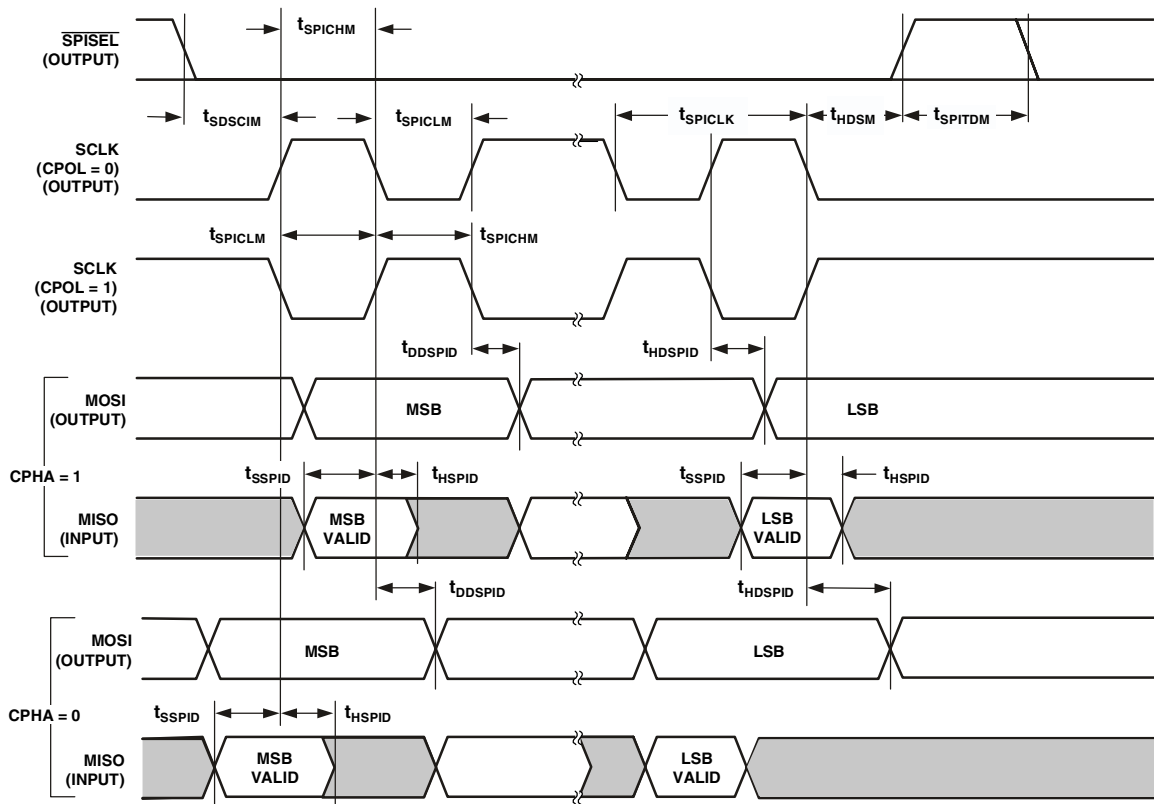 tSPICHM
SPISEL
(OUTPUT)
tSDSCIM
tSPICLM
tSPICLK
tHDSM
tSPITDM
SCLK
(CPOL = 0)
(OUTPUT)
tSPICLM
tSPICHM
SCLK
(CPOL = 1)
(OUTPUT)
tDDSPID
tHDSPID
MOSI
(OUTPUT)
MSB
LSB
CPHA = 1
tSSPID
tHSPID
tSSPID
tHSPID
MISO
(INPUT)
MSB
VALID
LSB
VALID
tDDSPID
tHDSPID
MOSI
(OUTPUT)
MSB
LSB
CPHA = 0
tSSPID
tHSPID
MISO
(INPUT)
MSB
VALID
LSB
VALID